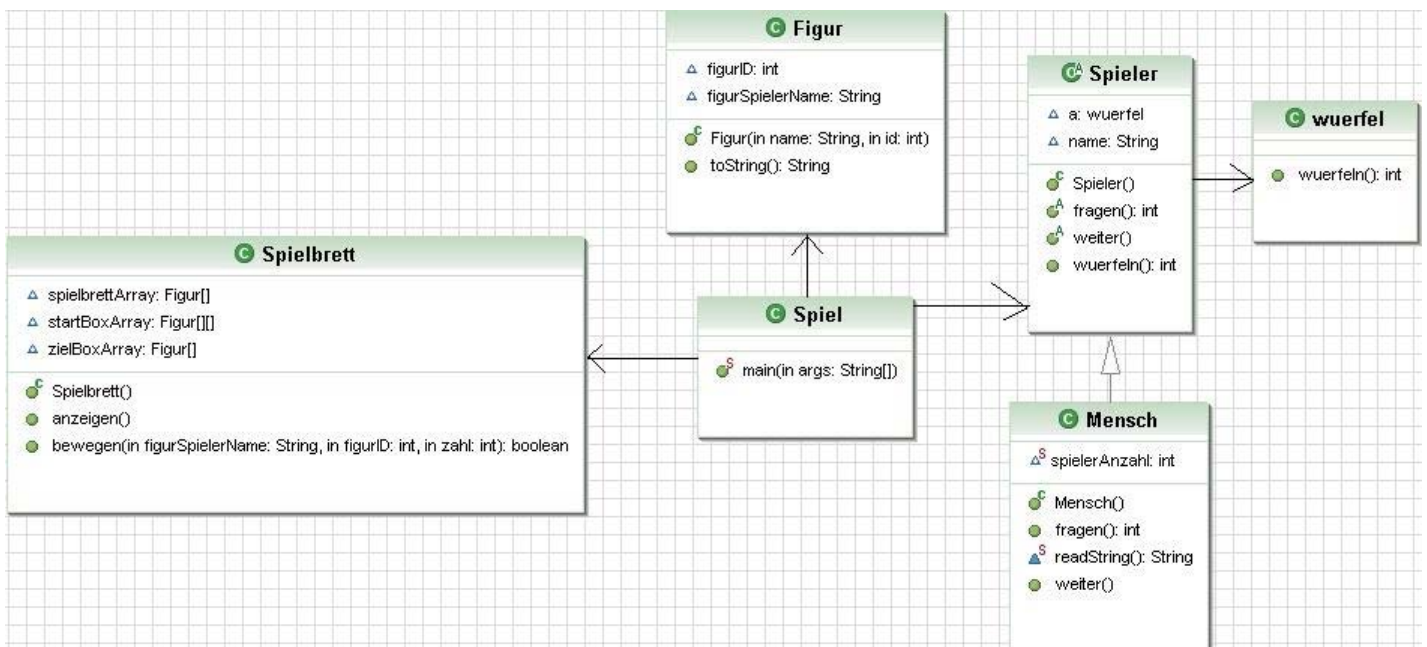 Figur
figurID: int
figurSpielerName: String
Figur(in name: String, in id: int)
toString(): String
Spieler
a: wuerfel
name: String
Spieler()
fragen(): int
weiter()
wuerfeln(): int
wuerfel
wuerfeln(): int
Spielbrett
spielbrettArray: Figur[]
startBoxArray: Figur[][]
zielBoxArray: Figur[]
Spielbrett()
anzeigen()
bewegen(in figurSpielerName: String, in figurID: int, in zahl: int): boolean
Spiel
main(in args: String[])
Mensch
spielerAnzahl: int
Mensch()
fragen(): int
readString(): String
weiter()